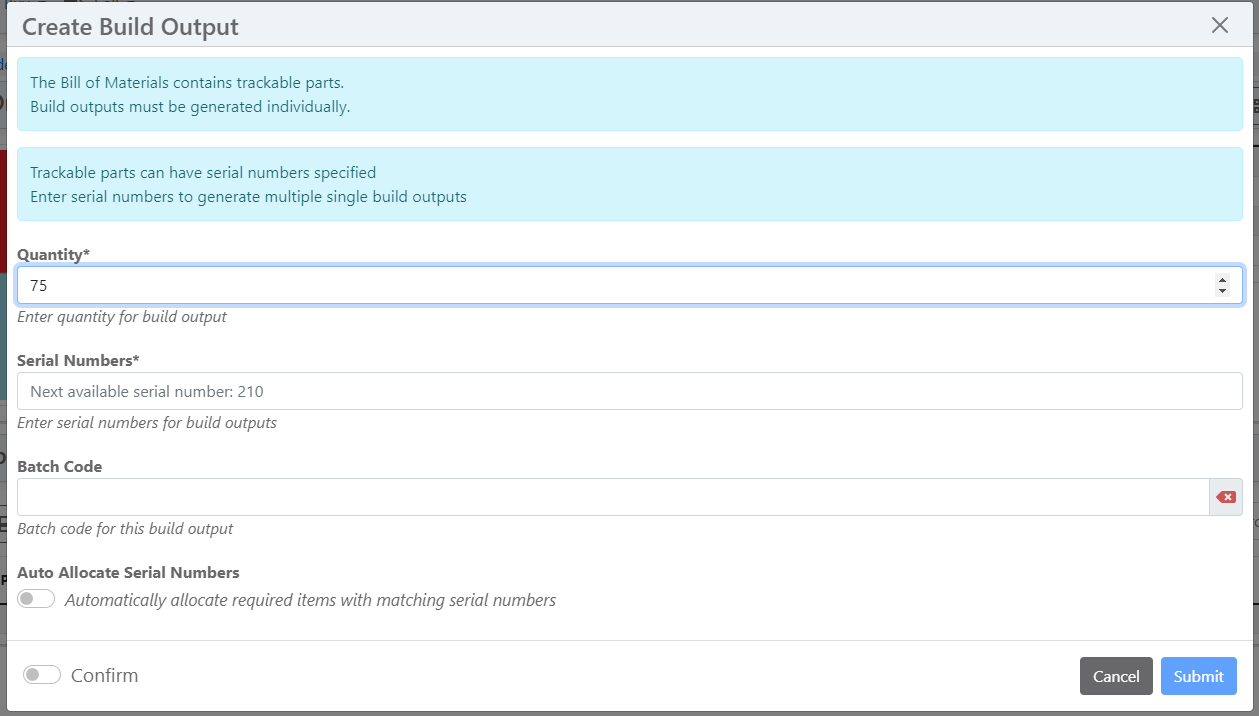 Create Build Output
The Bill of Materials contains trackable parts.
Build outputs must be generated individually.
Trackable parts can have serial numbers specified
Enter serial numbers to generate multiple single build outputs
Quantity*
75
Enter quantity for build output
Serial Numbers*
Next available serial number: 210
Enter serial numbers for build outputs
Batch Code
Batch code for this build output
Auto Allocate Serial Numbers
Automatically allocate required items with matching serial numbers
Confirm
Cancel
Submit